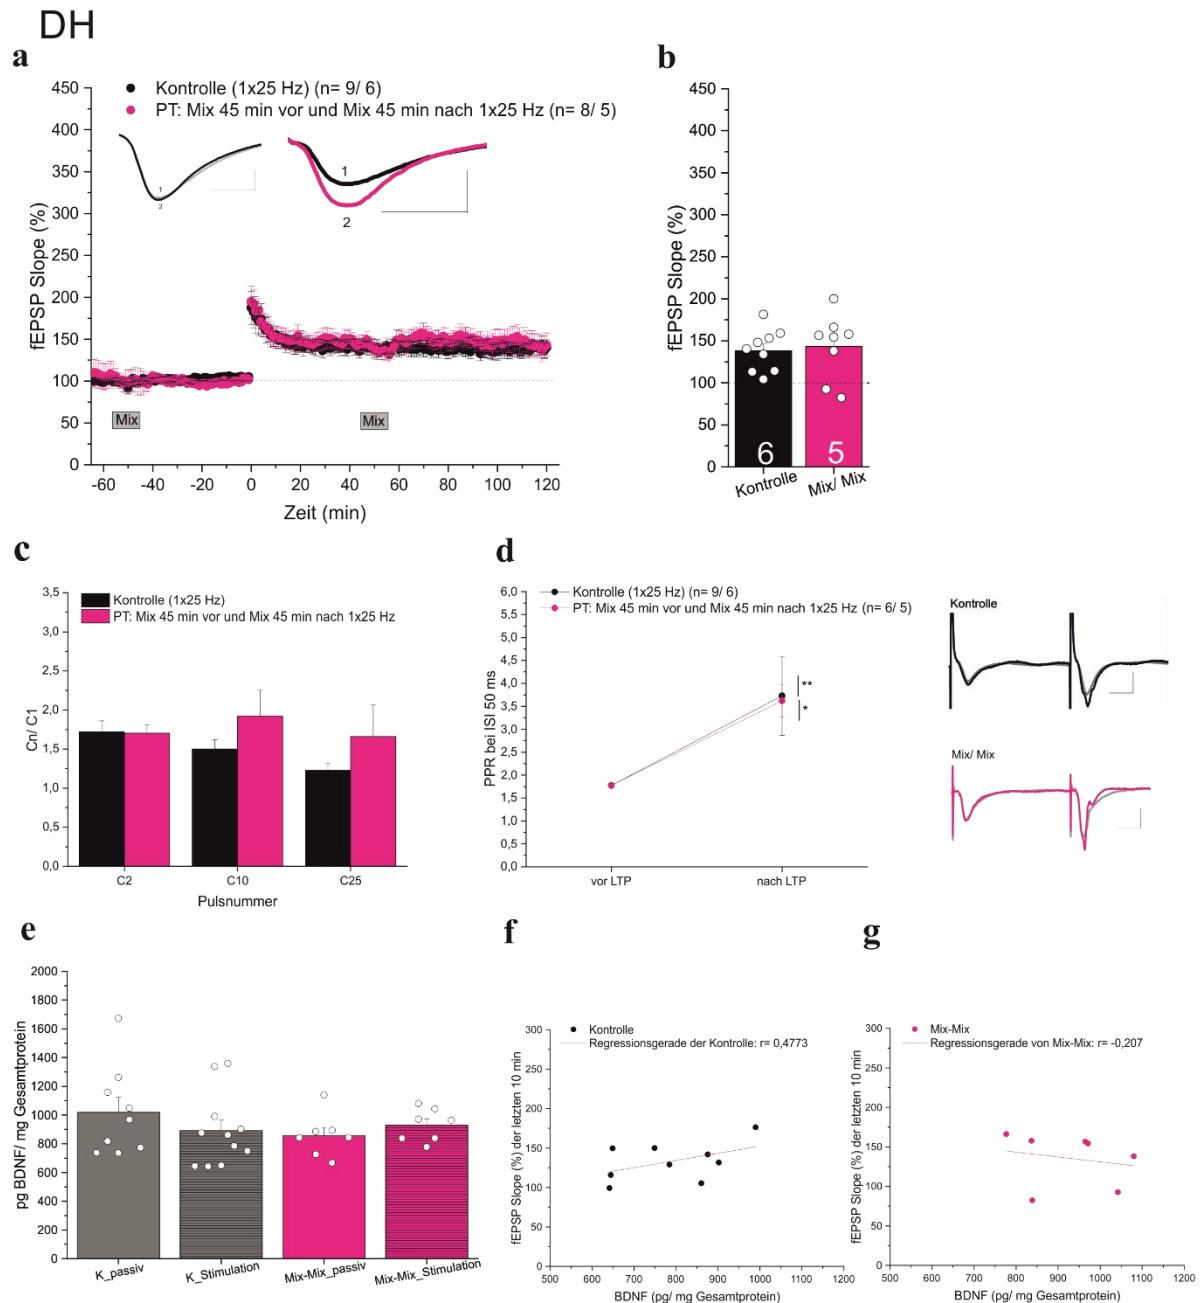 DH
a
Kontrolle (1x25 Hz) (n= 9/ 6)
PT: Mix 45 min vor und Mix 45 min nach 1x25 Hz (n= 8/ 5)
fEPSP Slope (%)
450
400
350
300
250
200
150
100
50
0
1
2
1
2
Mix
Mix
-60 -40 -20 0 20 40 60 80 100 120
Zeit (min)
b
fEPSP Slope (%)
450
400
350
300
250
200
150
100
50
0
6
5
Kontrolle
Mix/ Mix
c
Kontrolle (1x25 Hz)
PT: Mix 45 min vor und Mix 45 min nach 1x25 Hz
Cn/ C1
3,5
3,0
2,5
2,0
1,5
1,0
0,5
0,0
C2 C10 C25
Pulsnummer
d
Kontrolle (1x25 Hz) (n= 9/ 6)
PT: Mix 45 min vor und Mix 45 min nach 1x25 Hz (n= 6/ 5)
PPR bei ISI 50 ms
6,0
5,5
5,0
4,5
4,0
3,5
3,0
2,5
2,0
1,5
1,0
0,5
0,0
**
*
vor LTP nach LTP
Kontrolle
Mix/ Mix
e
pg BDNF/ mg Gesamtprotein
2000
1800
1600
1400
1200
1000
800
600
400
200
0
K_passiv
K_Stimulation
Mix-Mix_passiv
Mix-Mix_Stimulation
f
Kontrolle
Regressionsgerade der Kontrolle: r= 0,4773
fEPSP Slope (%) der letzten 10 min
300
250
200
150
100
50
0
500 600 700 800 900 1000 1100 1200
BDNF (pg/ mg Gesamtprotein)
g
Mix-Mix
Regressionsgerade von Mix-Mix: r= -0,207
fEPSP Slope (%) der letzten 10 min
300
250
200
150
100
50
0
500 600 700 800 900 1000 1100 1200
BDNF (pg/ mg Gesamtprotein)